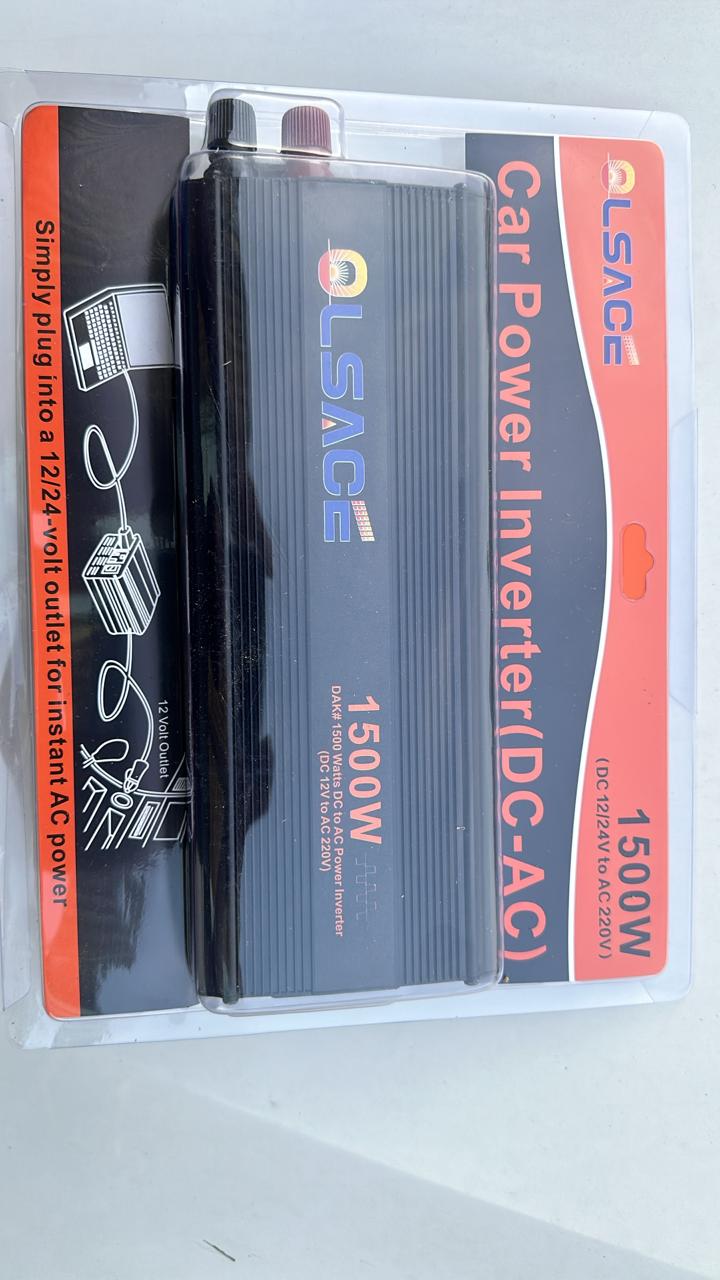 OLSACE
1500W
(DC 12/24V to AC 220V)
Car Power Inverter(DC-AC)
OLSACE
1500W
DAK# 1500 Watts DC to AC Power Inverter
(DC 12V to AC 220V)
12 Volt Outlet
Simply plug into a 12/24-volt outlet for instant AC power